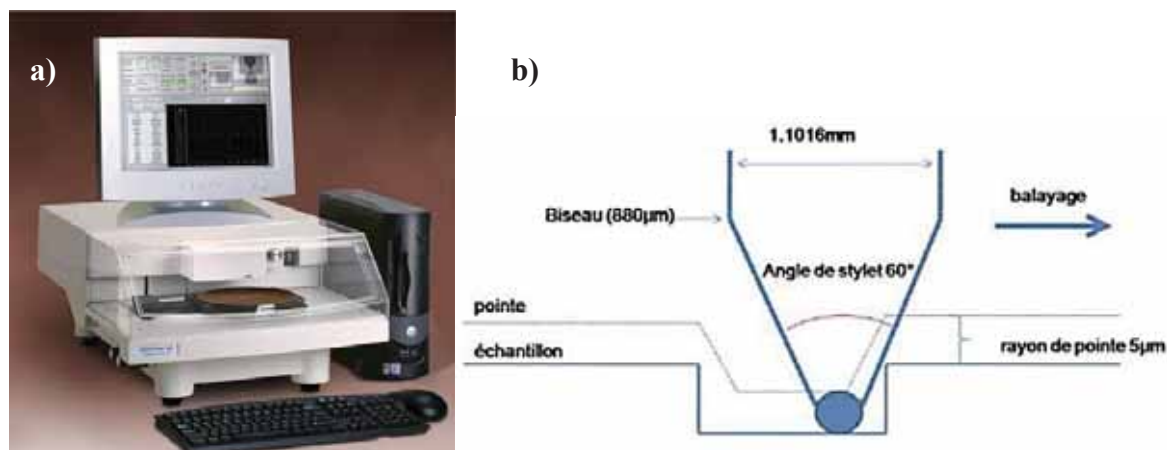 a)
b)
1.1016mm
Biseau (880µm)
balayage
Angle de stylet 60°
pointe
échantillon
rayon de pointe 5µm